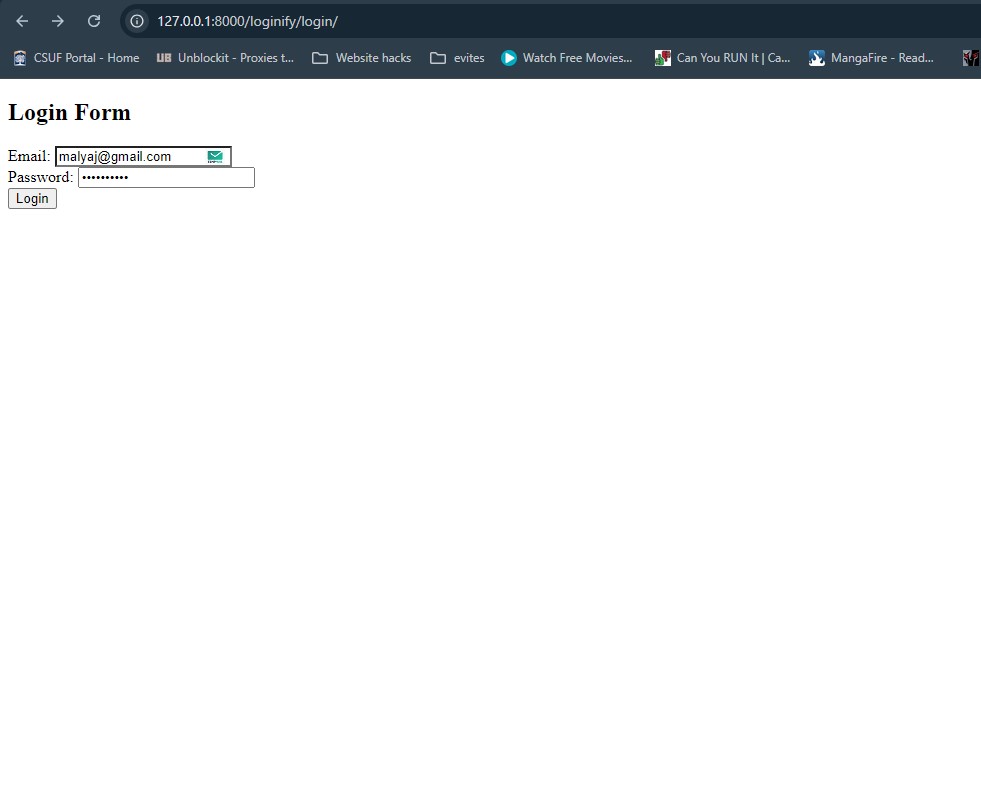 127.0.0.1:8000/loginify/login/
CSUF Portal - Home UB Unblockit - Proxies t... Website hacks evites Watch Free Movies... Can You RUN It | Ca... MangaFire - Read...
Login Form
Email: malyaj@gmail.com
Password: ••••••••••
Login